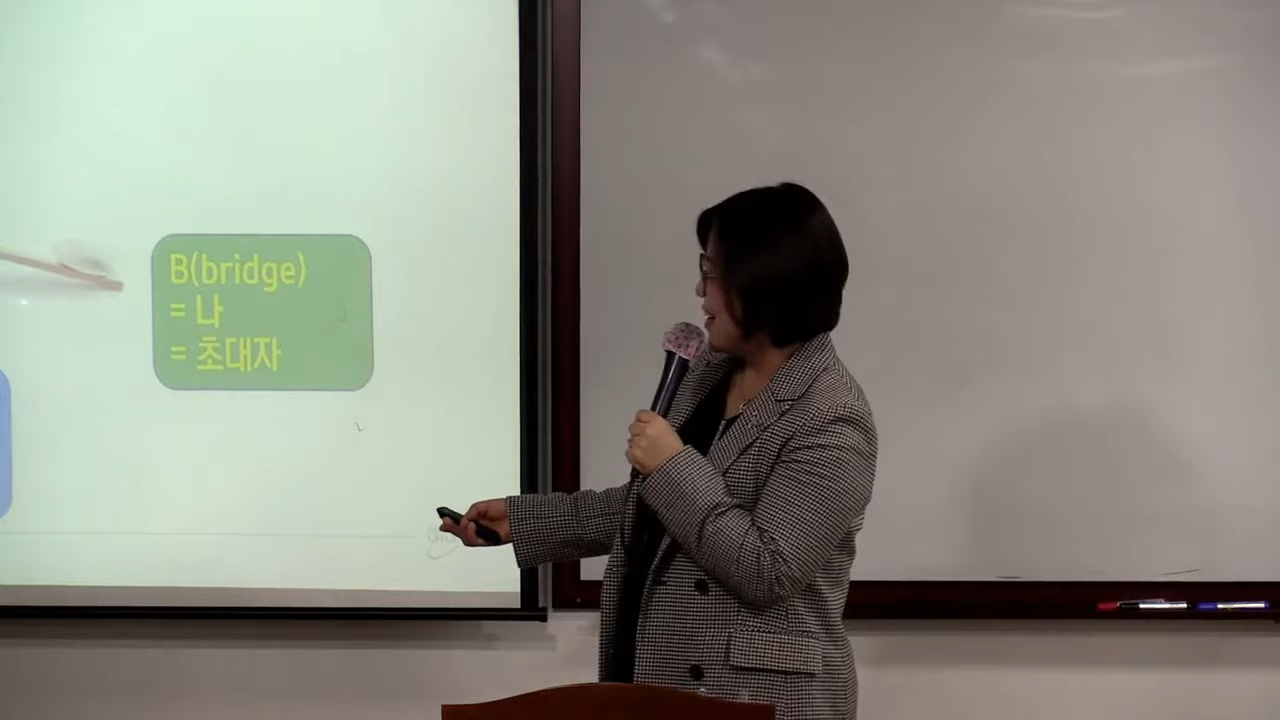 B(bridge)
= 나
= 초대자